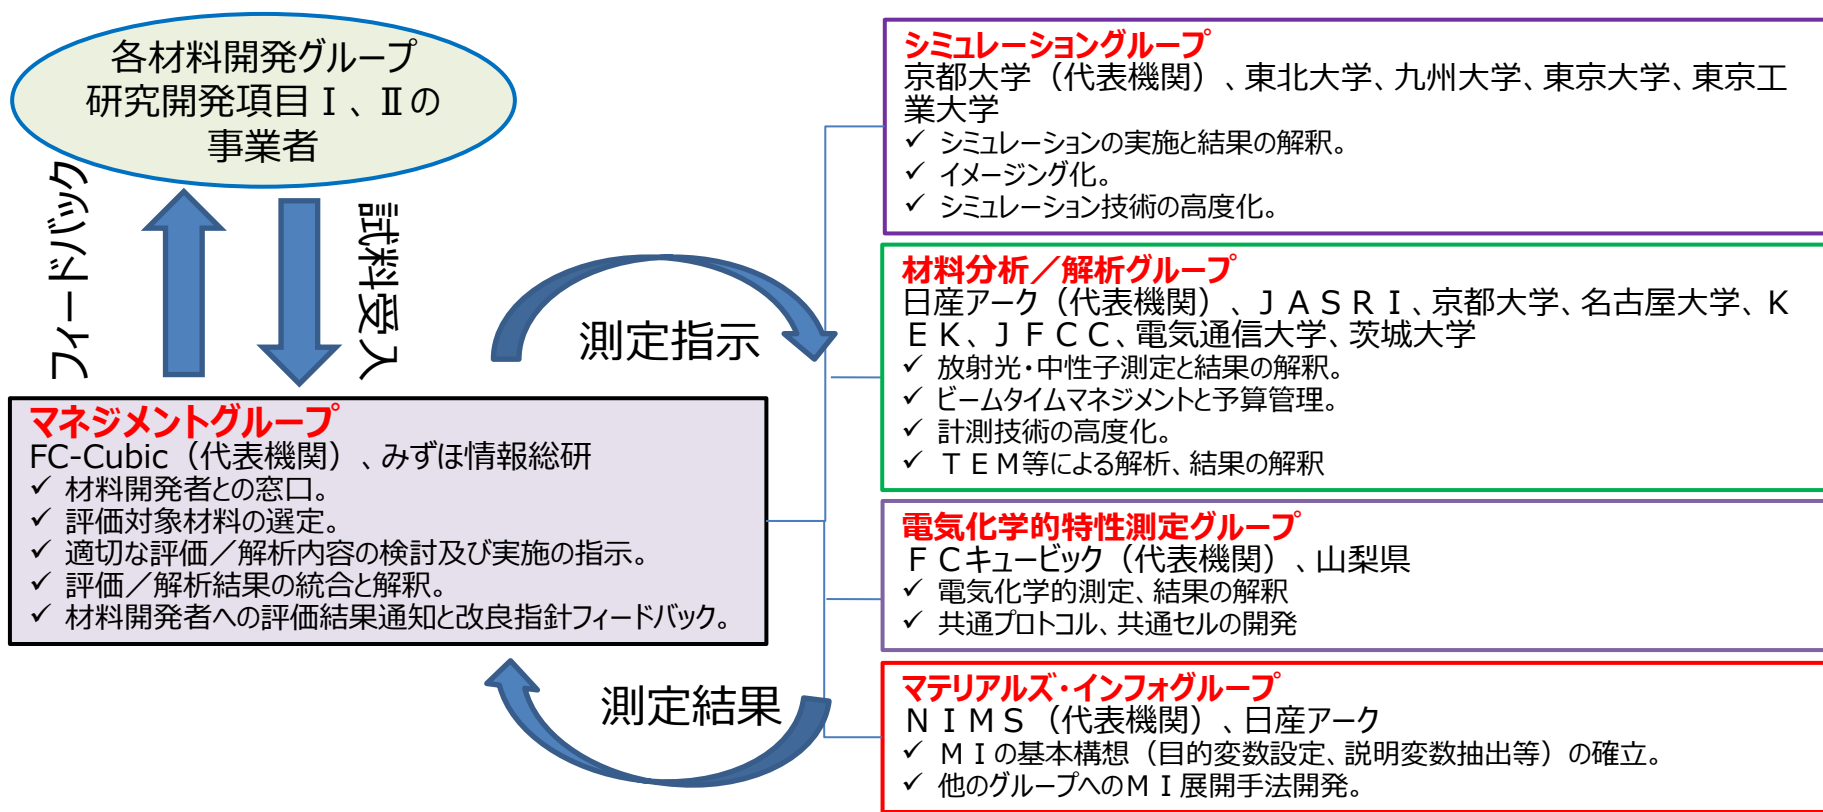 各材料開発グループ
研究開発項目Ⅰ、Ⅱの
事業者
フィードバック
試料受入
マネジメントグループ
FC-Cubic（代表機関）、みずほ情報総研
✓ 材料開発者との窓口。
✓ 評価対象材料の選定。
✓ 適切な評価／解析内容の検討及び実施の指示。
✓ 評価／解析結果の統合と解釈。
✓ 材料開発者への評価結果通知と改良指針フィードバック。
測定指示
測定結果
シミュレーショングループ
京都大学（代表機関）、東北大学、九州大学、東京大学、東京工
業大学
✓ シミュレーションの実施と結果の解釈。
✓ イメージング化。
✓ シミュレーション技術の高度化。
材料分析／解析グループ
日産アーク（代表機関）、ＪＡＳＲＩ、京都大学、名古屋大学、Ｋ
ＥＫ、ＪＦＣＣ、電気通信大学、茨城大学
✓ 放射光・中性子測定と結果の解釈。
✓ ビームタイムマネジメントと予算管理。
✓ 計測技術の高度化。
✓ ＴＥＭ等による解析、結果の解釈
電気化学的特性測定グループ
ＦＣキュービック（代表機関）、山梨県
✓ 電気化学的測定、結果の解釈
✓ 共通プロトコル、共通セルの開発
マテリアルズ・インフォグループ
ＮＩＭＳ（代表機関）、日産アーク
✓ ＭＩの基本構想（目的変数設定、説明変数抽出等）の確立。
✓ 他のグループへのＭＩ展開手法開発。